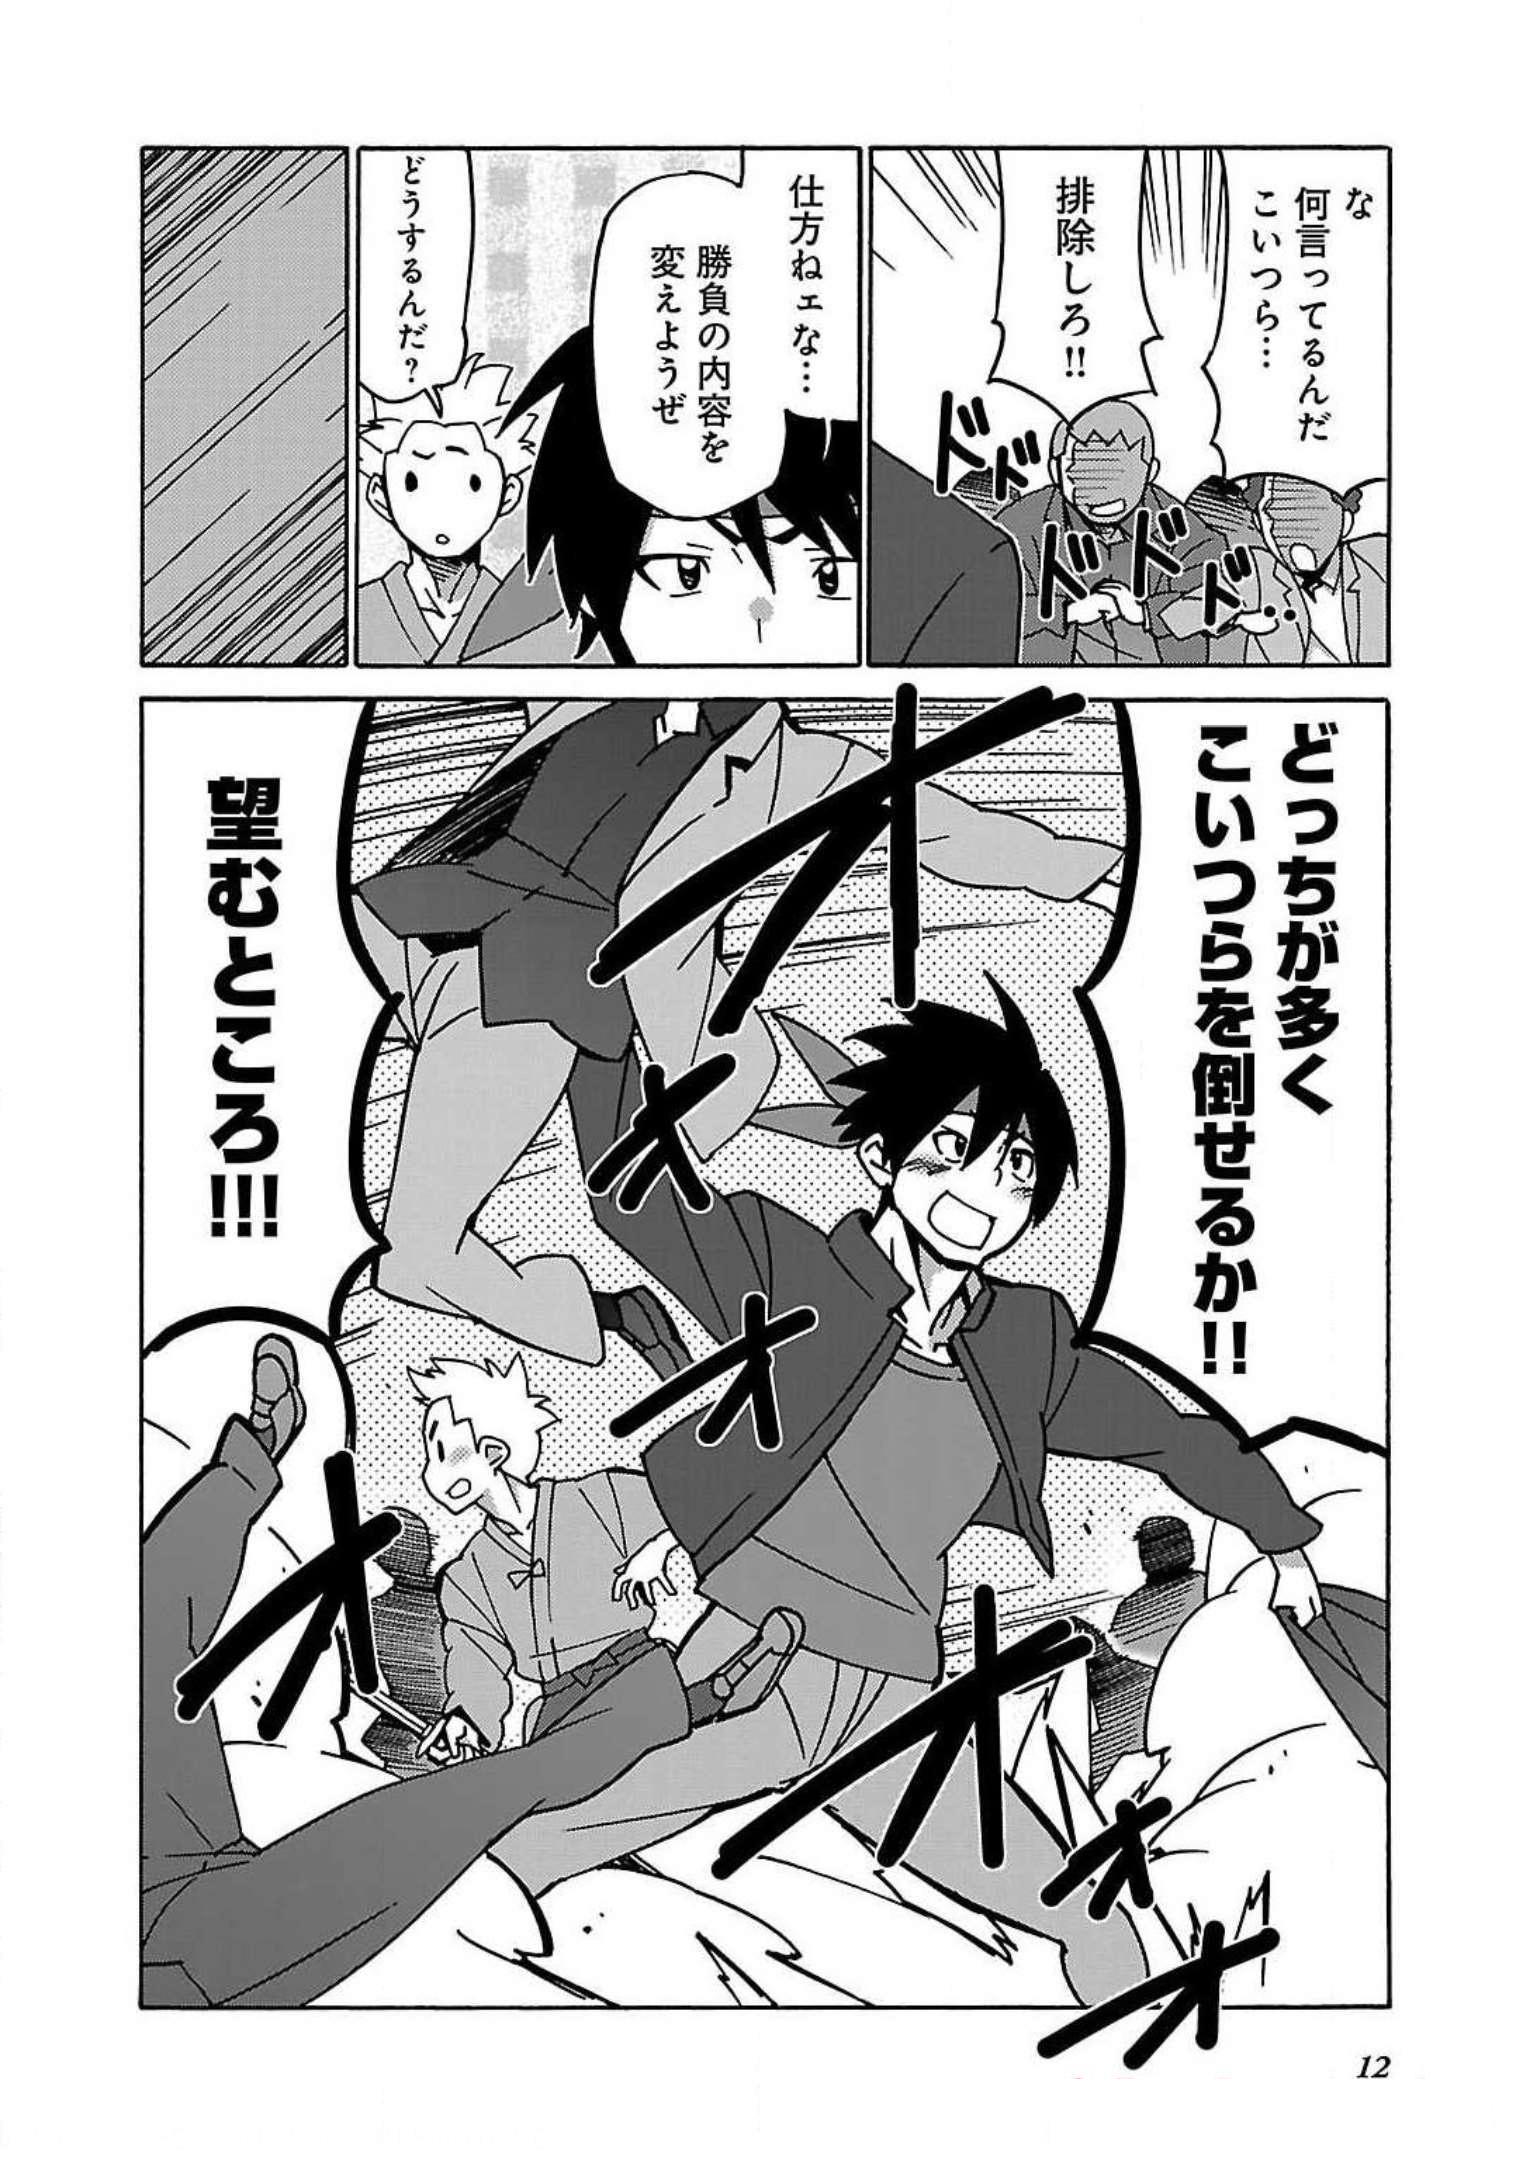 な
何言ってるんだ
こいつら…
排除しろ!!
ドドド
ドドド…
仕方ねェな…
勝負の内容を
変えようぜ
どうするんだ?
どっちが多く
こいつらを倒せるか!!
オオオオオオオ
望むところ!!!
12